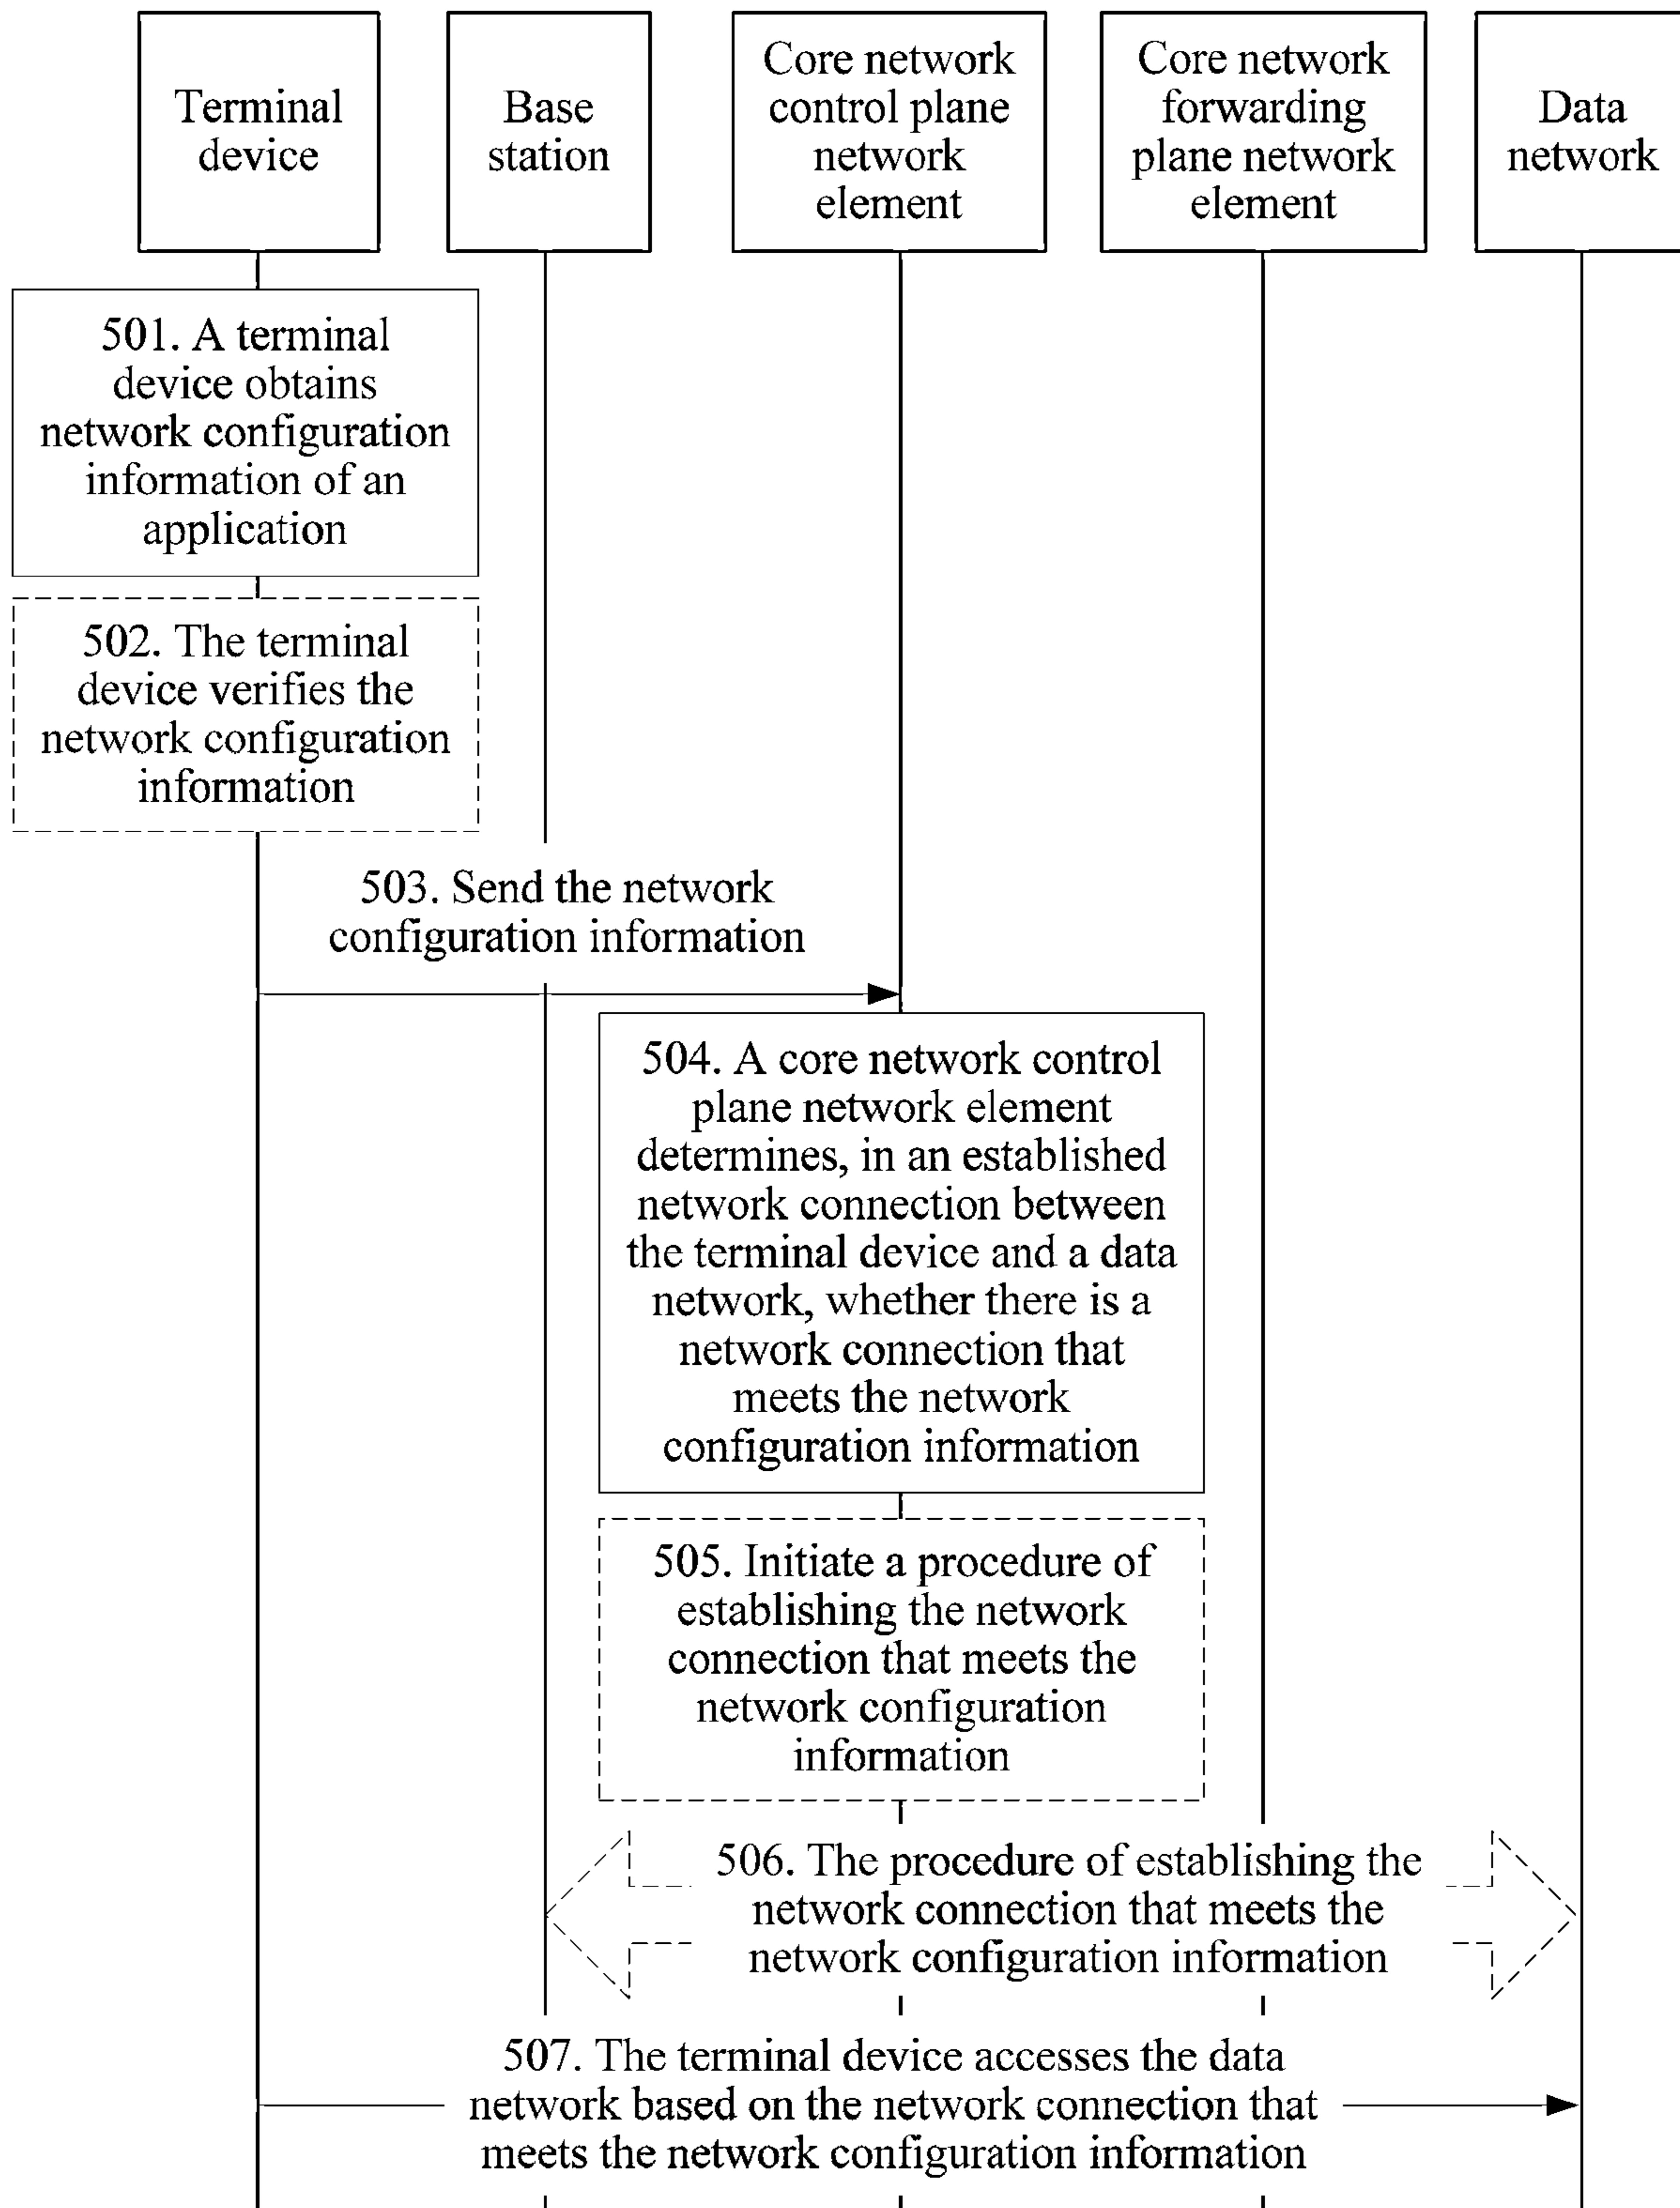 Terminal
device
Base
station
Core network
control plane
network
element
Core network
forwarding
plane network
element
Data
network
501. A terminal
device obtains
network configuration
information of an
application
502. The terminal
device verifies the
network configuration
information
503. Send the network
configuration information
504. A core network control
plane network element
determines, in an established
network connection between
the terminal device and a data
network, whether there is a
network connection that
meets the network
configuration information
505. Initiate a procedure of
establishing the network
connection that meets the
network configuration
information
506. The procedure of establishing the
network connection that meets the
network configuration information
507. The terminal device accesses the data
network based on the network connection that
meets the network configuration information